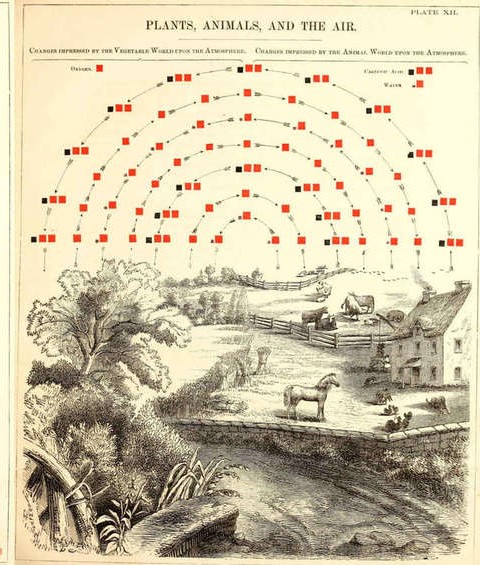 PLATE XII.
PLANTS, ANIMALS, AND THE AIR.
CHANGES IMPRESSED BY THE VEGETABLE WORLD UPON THE ATMOSPHERE. CHANGES IMPRESSED BY THE ANIMAL WORLD UPON THE ATMOSPHERE.
OXYGEN.
CARBONIC ACID
WATER